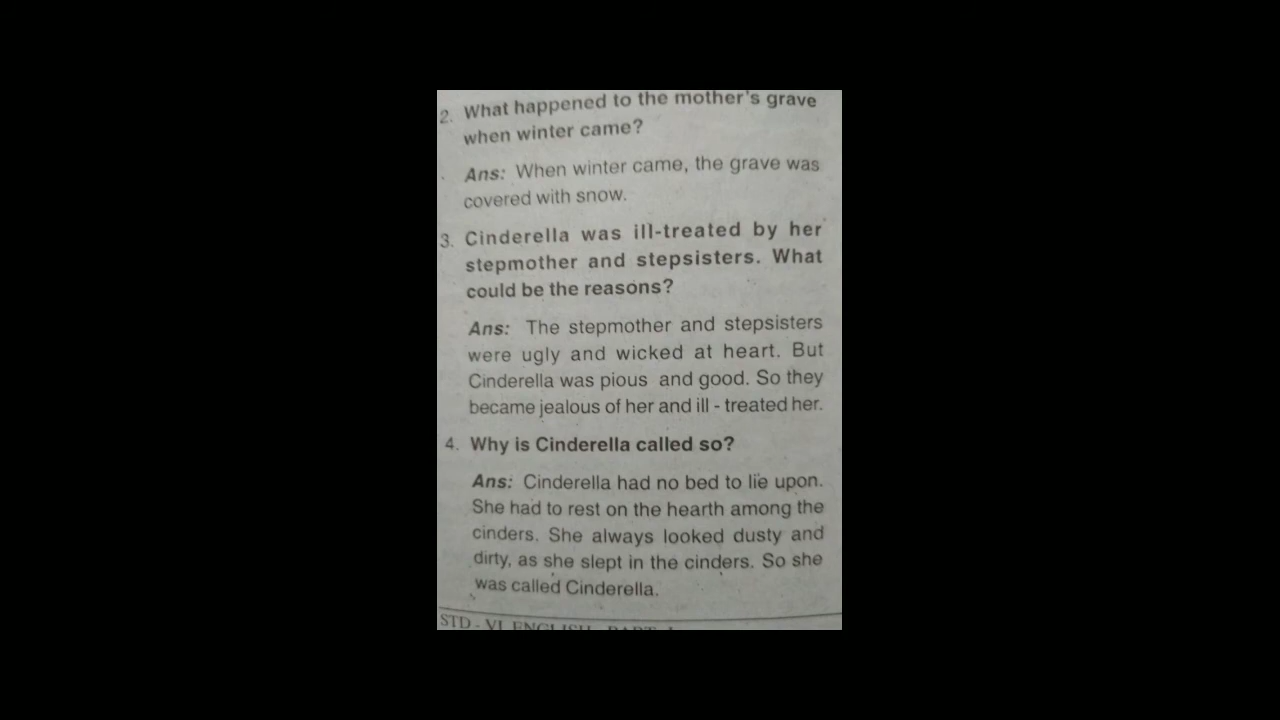 2. What happened to the mother's grave
when winter came?
Ans: When winter came, the grave was
covered with snow.
3. Cinderella was ill-treated by her
stepmother and stepsisters. What
could be the reasons?
Ans: The stepmother and stepsisters
were ugly and wicked at heart. But
Cinderella was pious and good. So they
became jealous of her and ill - treated her.
4. Why is Cinderella called so?
Ans: Cinderella had no bed to lie upon.
She had to rest on the hearth among the
cinders. She always looked dusty and
dirty, as she slept in the cinders. So she
was called Cinderella.
STD - VI ENGLISH - PART